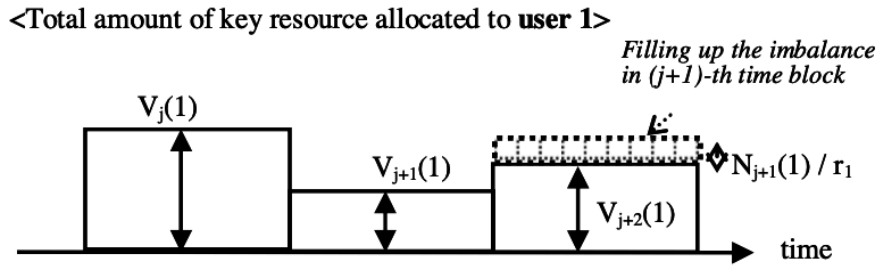 <Total amount of key resource allocated to user 1>
Filling up the imbalance
in (j+1)-th time block
Vj(1)
Vj+1(1)
Nj+1(1) / r1
Vj+2(1)
time